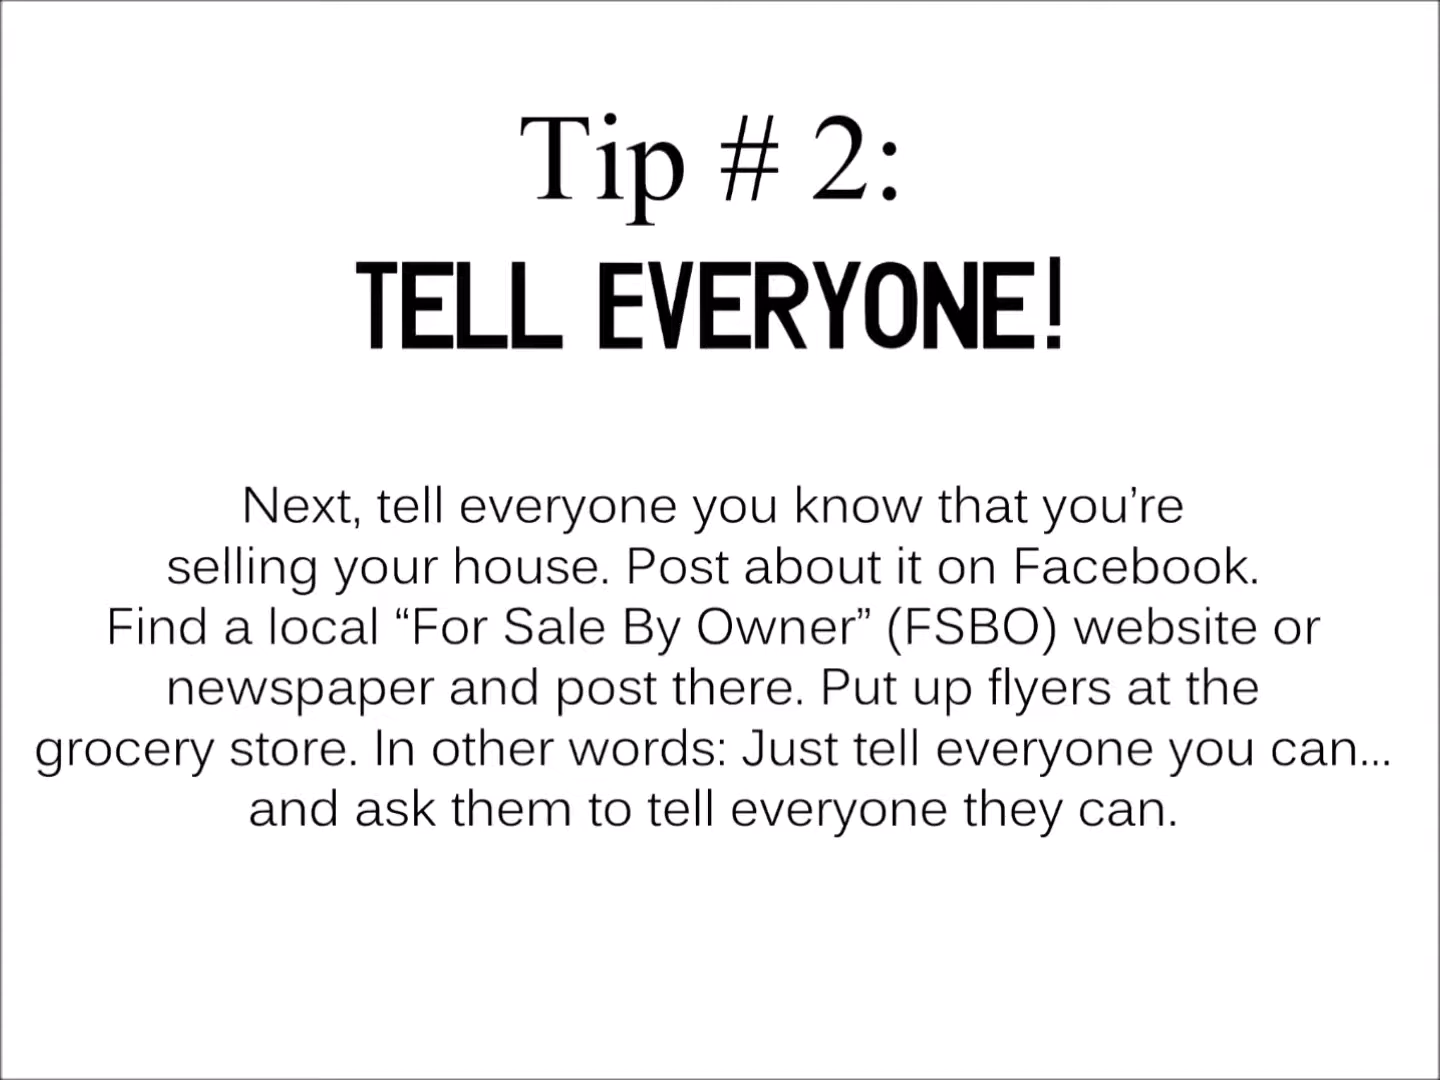 Tip # 2:
TELL EVERYONE!
Next, tell everyone you know that you’re
selling your house. Post about it on Facebook.
Find a local “For Sale By Owner” (FSBO) website or
newspaper and post there. Put up flyers at the
grocery store. In other words: Just tell everyone you can...
and ask them to tell everyone they can.